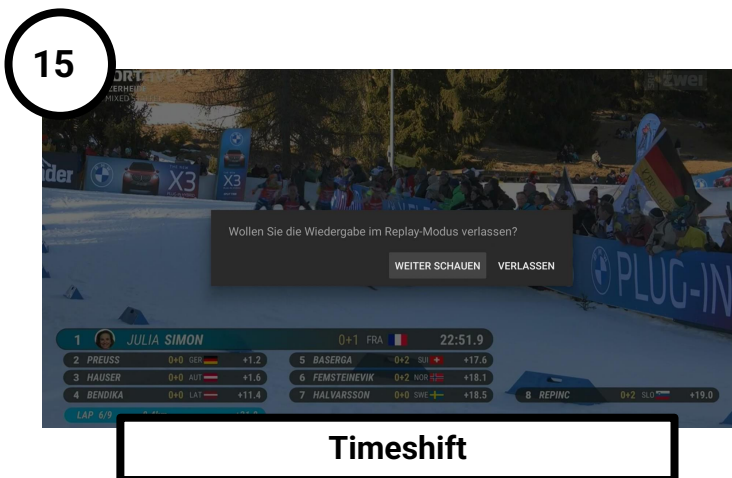 15
MIXED
Zwei
X3
X3
Wollen Sie die Wiedergabe im Replay-Modus verlassen?
WEITER SCHAUEN VERLASSEN
PLUG-IN
1 JULIA SIMON 0+1 FRA 22:51.9
2 PREUSS 0+0 GER +1.2
3 HAUSER 0+0 AUT +1.6
4 BENDIKA 0+0 LAT +11.4
5 BASERGA 0+2 SUI +17.6
6 FEMSTEINEVIK 0+2 NOR +18.1
7 HALVARSSON 0+0 SWE +18.5
8 REPINC 0+2 SLO +19.0
LAP 6/9
Timeshift